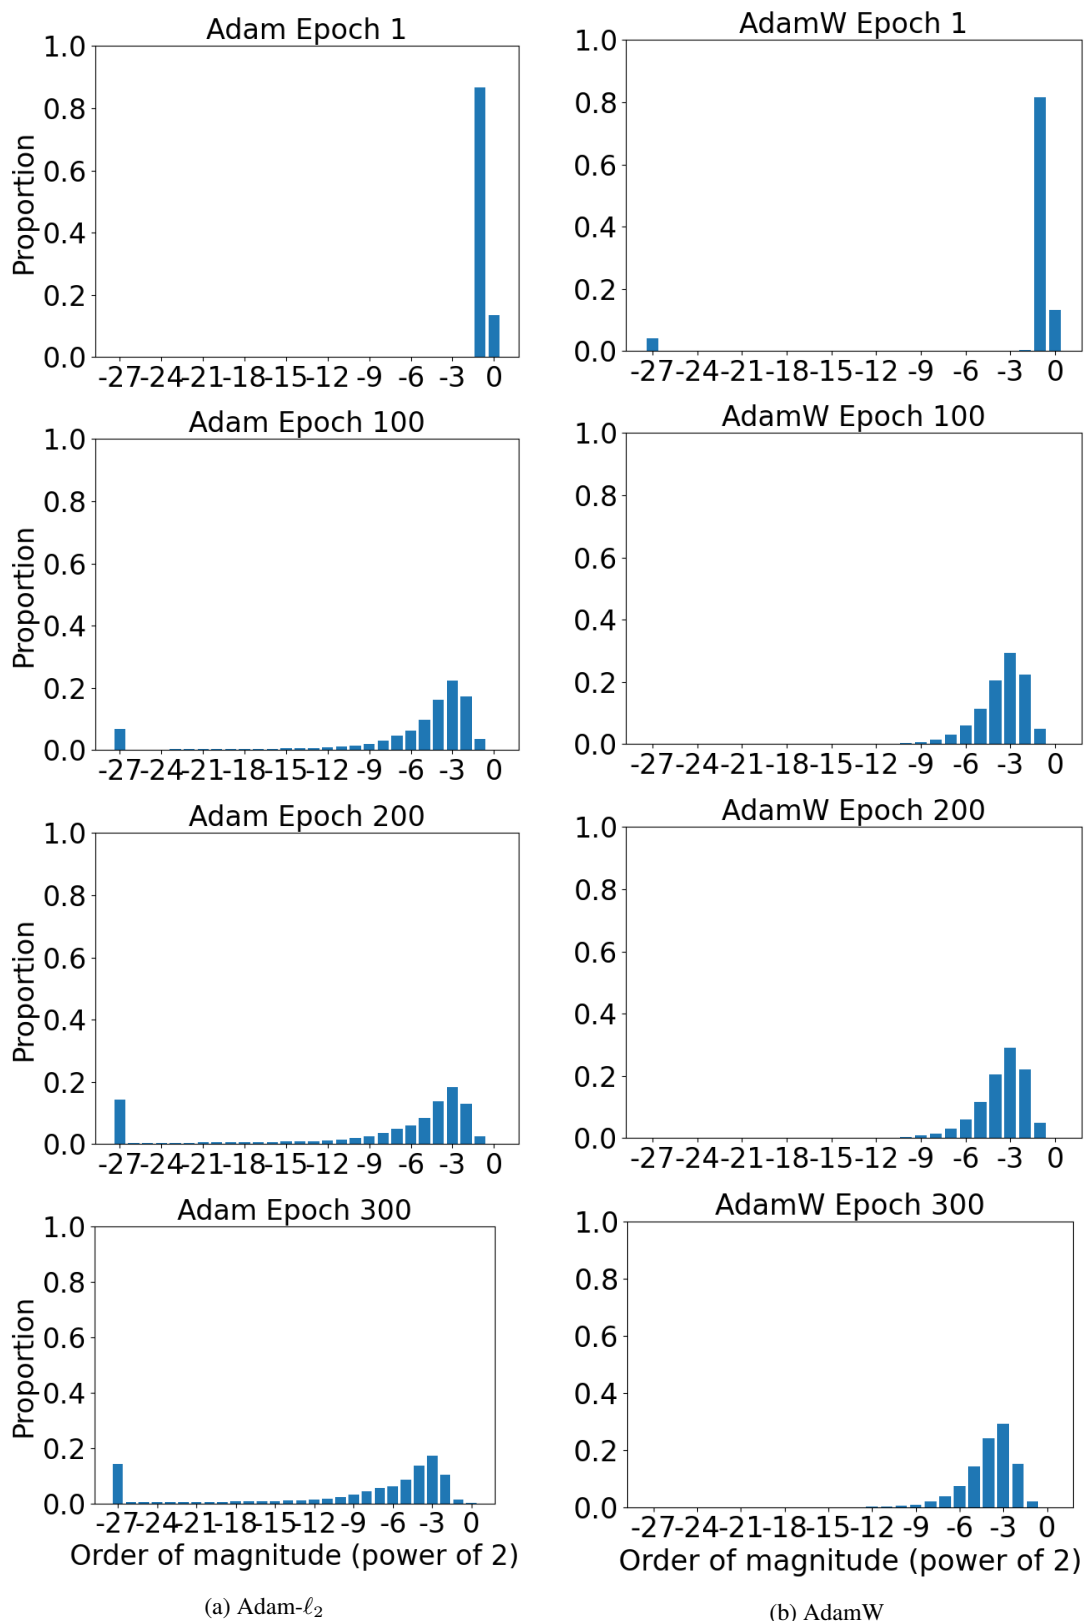 Adam Epoch 1
1.0
0.8
0.6
0.4
0.2
0.0
Proportion
-27 -24 -21 -18 -15 -12 -9 -6 -3 0
AdamW Epoch 1
1.0
0.8
0.6
0.4
0.2
0.0
-27 -24 -21 -18 -15 -12 -9 -6 -3 0
Adam Epoch 100
1.0
0.8
0.6
0.4
0.2
0.0
Proportion
-27 -24 -21 -18 -15 -12 -9 -6 -3 0
AdamW Epoch 100
1.0
0.8
0.6
0.4
0.2
0.0
-27 -24 -21 -18 -15 -12 -9 -6 -3 0
Adam Epoch 200
1.0
0.8
0.6
0.4
0.2
0.0
Proportion
-27 -24 -21 -18 -15 -12 -9 -6 -3 0
AdamW Epoch 200
1.0
0.8
0.6
0.4
0.2
0.0
-27 -24 -21 -18 -15 -12 -9 -6 -3 0
Adam Epoch 300
1.0
0.8
0.6
0.4
0.2
0.0
Proportion
-27 -24 -21 -18 -15 -12 -9 -6 -3 0
Order of magnitude (power of 2)
(a) Adam-ℓ₂
AdamW Epoch 300
1.0
0.8
0.6
0.4
0.2
0.0
-27 -24 -21 -18 -15 -12 -9 -6 -3 0
Order of magnitude (power of 2)
(b) AdamW